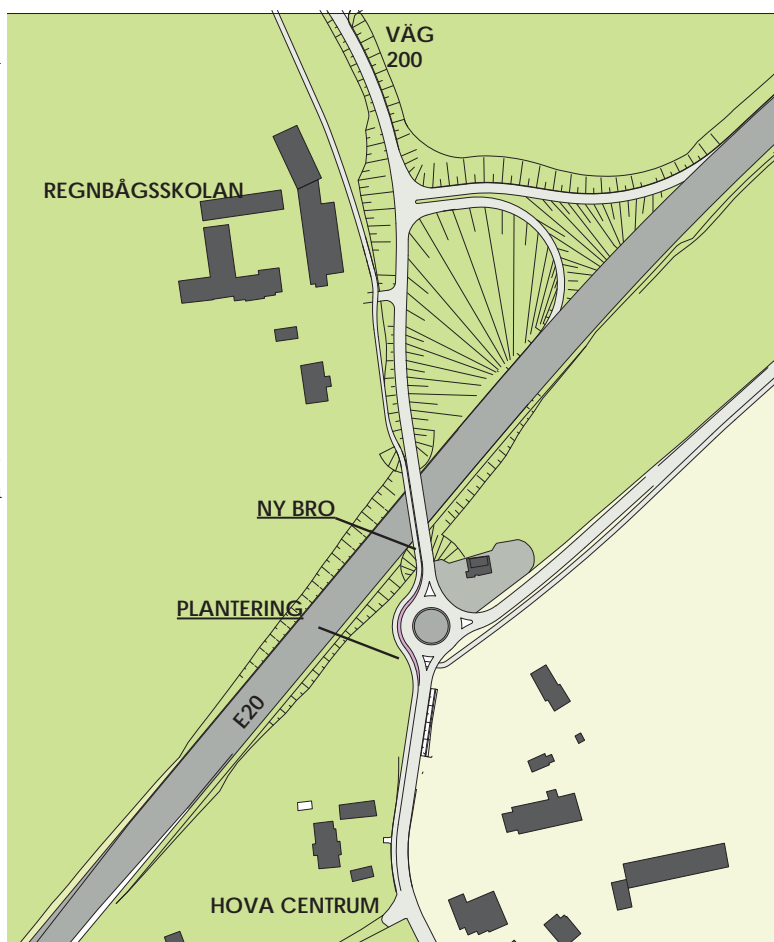 VÄG
200
REGNBÅGSSKOLAN
NY BRO
PLANTERING
E20
HOVA CENTRUM